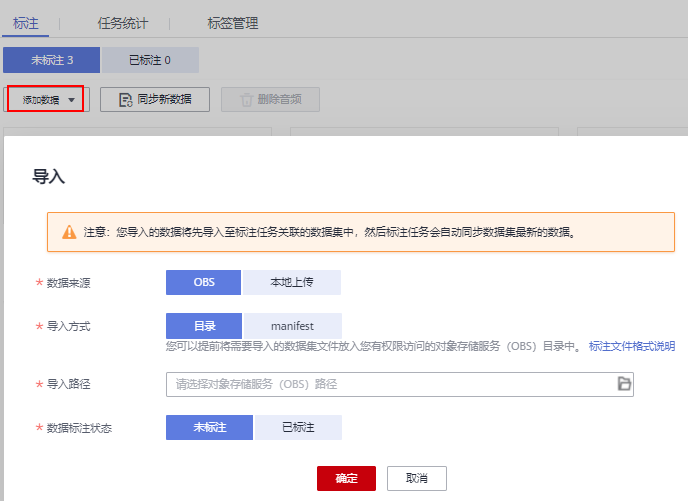 标注 任务统计 标签管理
未标注 3 已标注 0
添加数据 同步新数据 删除音频
导入
注意：您导入的数据将先导入至标注任务关联的数据集中，然后标注任务会自动同步数据集最新的数据。
* 数据来源 OBS 本地上传
* 导入方式 目录 manifest
您可以提前将需要导入的数据集文件放入您有权限访问的对象存储服务（OBS）目录中。 标注文件格式说明
* 导入路径 请选择对象存储服务（OBS）路径
* 数据标注状态 未标注 已标注
确定 取消